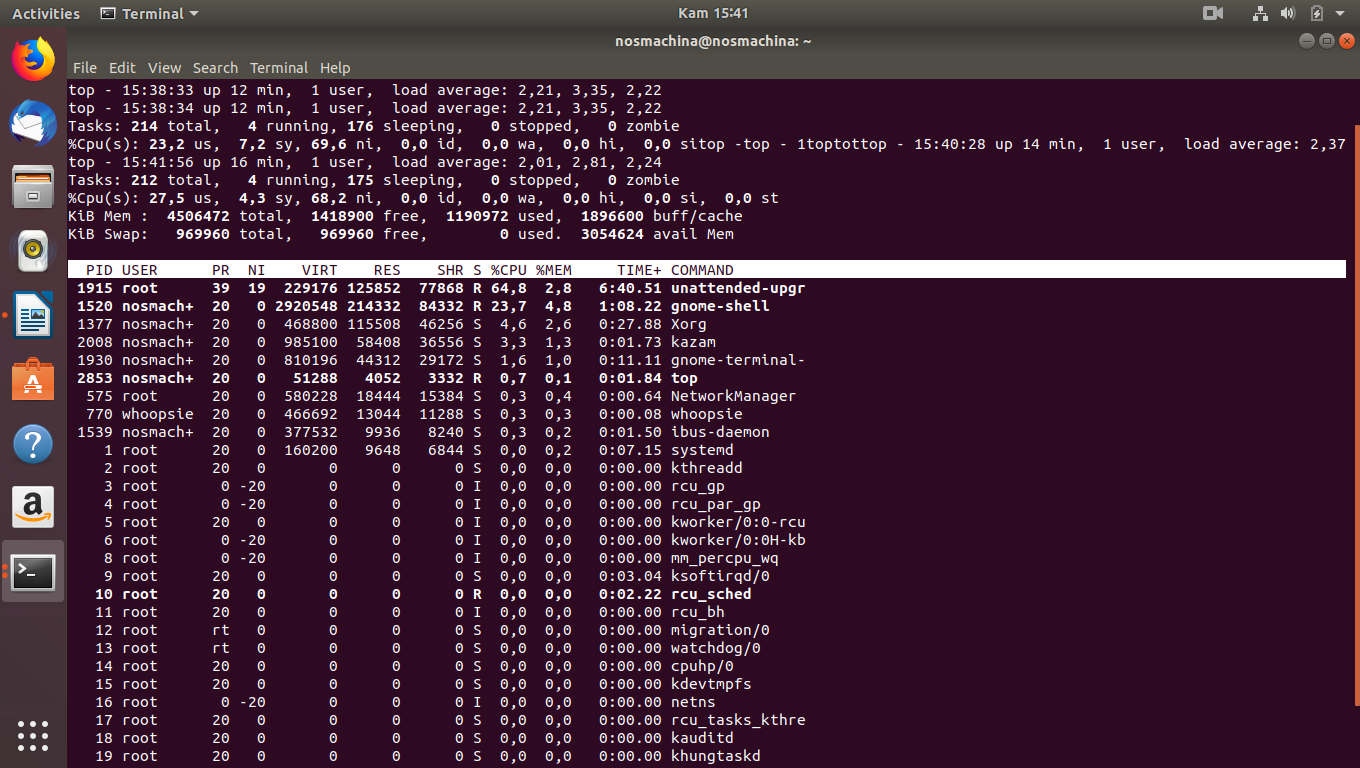 Activities Terminal Kam 15:41
nosmachina@nosmachina: ~
File Edit View Search Terminal Help
top - 15:38:33 up 12 min,  1 user,  load average: 2,21, 3,35, 2,22
top - 15:38:34 up 12 min,  1 user,  load average: 2,21, 3,35, 2,22
Tasks: 214 total,   4 running, 176 sleeping,   0 stopped,   0 zombie
%Cpu(s): 23,2 us,  7,2 sy, 69,6 ni,  0,0 id,  0,0 wa,  0,0 hi,  0,0 sitop -top - 1toptottop - 15:40:28 up 14 min,  1 user,  load average: 2,37
top - 15:41:56 up 16 min,  1 user,  load average: 2,01, 2,81, 2,24
Tasks: 212 total,   4 running, 175 sleeping,   0 stopped,   0 zombie
%Cpu(s): 27,5 us,  4,3 sy, 68,2 ni,  0,0 id,  0,0 wa,  0,0 hi,  0,0 si,  0,0 st
KiB Mem :  4506472 total,  1418900 free,  1190972 used,  1896600 buff/cache
KiB Swap:   969960 total,   969960 free,        0 used.  3054624 avail Mem
PID USER      PR  NI    VIRT    RES    SHR S %CPU %MEM     TIME+ COMMAND
1915 root      39  19  229176 125852  77868 R 64,8  2,8   6:40.51 unattended-upgr
1520 nosmach+  20   0 2920548 214332  84332 R 23,7  4,8   1:08.22 gnome-shell
1377 nosmach+  20   0  468800 115508  46256 S  4,6  2,6   0:27.88 Xorg
2008 nosmach+  20   0  985100  58408  36556 S  3,3  1,3   0:01.73 kazam
1930 nosmach+  20   0  810196  44312  29172 S  1,6  1,0   0:11.11 gnome-terminal-
2853 nosmach+  20   0   51288   4052   3332 R  0,7  0,1   0:01.84 top
575 root      20   0  580228  18444  15384 S  0,3  0,4   0:00.64 NetworkManager
770 whoopsie  20   0  466692  13044  11288 S  0,3  0,3   0:00.08 whoopsie
1539 nosmach+  20   0  377532   9936   8240 S  0,3  0,2   0:01.50 ibus-daemon
1 root      20   0  160200   9648   6844 S  0,0  0,2   0:07.15 systemd
2 root      20   0       0      0      0 S  0,0  0,0   0:00.00 kthreadd
3 root       0 -20       0      0      0 I  0,0  0,0   0:00.00 rcu_gp
4 root       0 -20       0      0      0 I  0,0  0,0   0:00.00 rcu_par_gp
5 root      20   0       0      0      0 I  0,0  0,0   0:00.00 kworker/0:0-rcu
6 root       0 -20       0      0      0 I  0,0  0,0   0:00.00 kworker/0:0H-kb
8 root       0 -20       0      0      0 I  0,0  0,0   0:00.00 mm_percpu_wq
9 root      20   0       0      0      0 S  0,0  0,0   0:03.04 ksoftirqd/0
10 root      20   0       0      0      0 R  0,0  0,0   0:02.22 rcu_sched
11 root      20   0       0      0      0 I  0,0  0,0   0:00.00 rcu_bh
12 root      rt   0       0      0      0 S  0,0  0,0   0:00.00 migration/0
13 root      rt   0       0      0      0 S  0,0  0,0   0:00.00 watchdog/0
14 root      20   0       0      0      0 S  0,0  0,0   0:00.00 cpuhp/0
15 root      20   0       0      0      0 S  0,0  0,0   0:00.00 kdevtmpfs
16 root       0 -20       0      0      0 I  0,0  0,0   0:00.00 netns
17 root      20   0       0      0      0 S  0,0  0,0   0:00.00 rcu_tasks_kthre
18 root      20   0       0      0      0 S  0,0  0,0   0:00.00 kauditd
19 root      20   0       0      0      0 S  0,0  0,0   0:00.00 khungtaskd